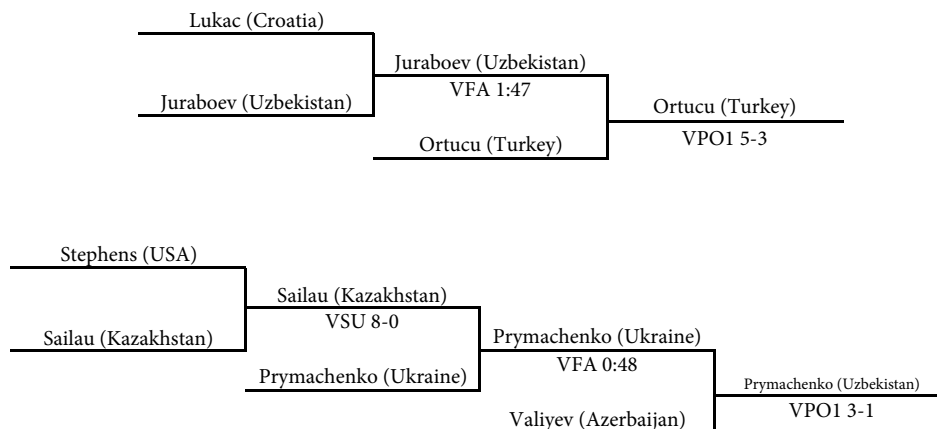 Lukac (Croatia)
Juraboev (Uzbekistan)
VFA 1:47
Juraboev (Uzbekistan)
Ortucu (Turkey)
VPO1 5-3
Ortucu (Turkey)
Stephens (USA)
Sailau (Kazakhstan)
VSU 8-0
Sailau (Kazakhstan)
Prymachenko (Ukraine)
VFA 0:48
Prymachenko (Ukraine)
Prymachenko (Uzbekistan)
VPO1 3-1
Valiyev (Azerbaijan)